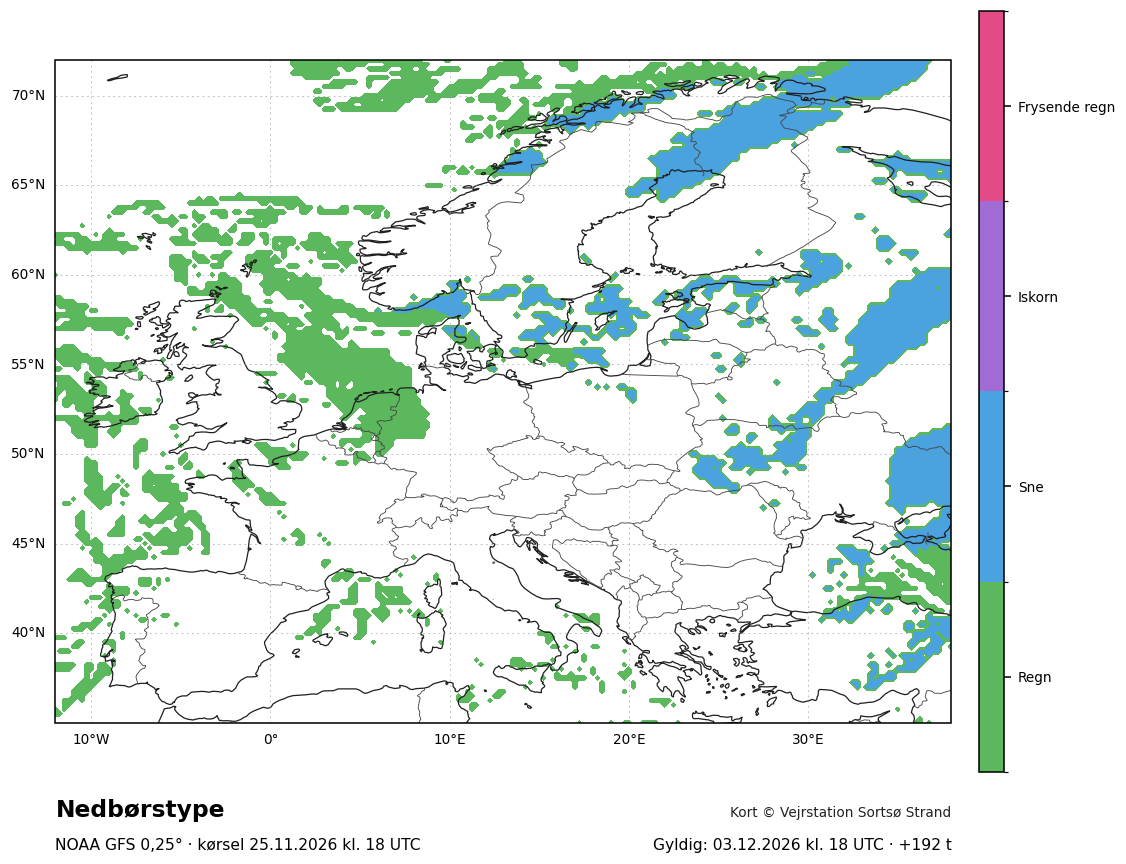 70°N
65°N
60°N
55°N
50°N
45°N
40°N
10°W
0°
10°E
20°E
30°E
Frysende regn
Iskorn
Sne
Regn
Nedbørstype
Kort © Vejrstation Sortsø Strand
NOAA GFS 0,25° · kørsel 25.11.2026 kl. 18 UTC
Gyldig: 03.12.2026 kl. 18 UTC · +192 t